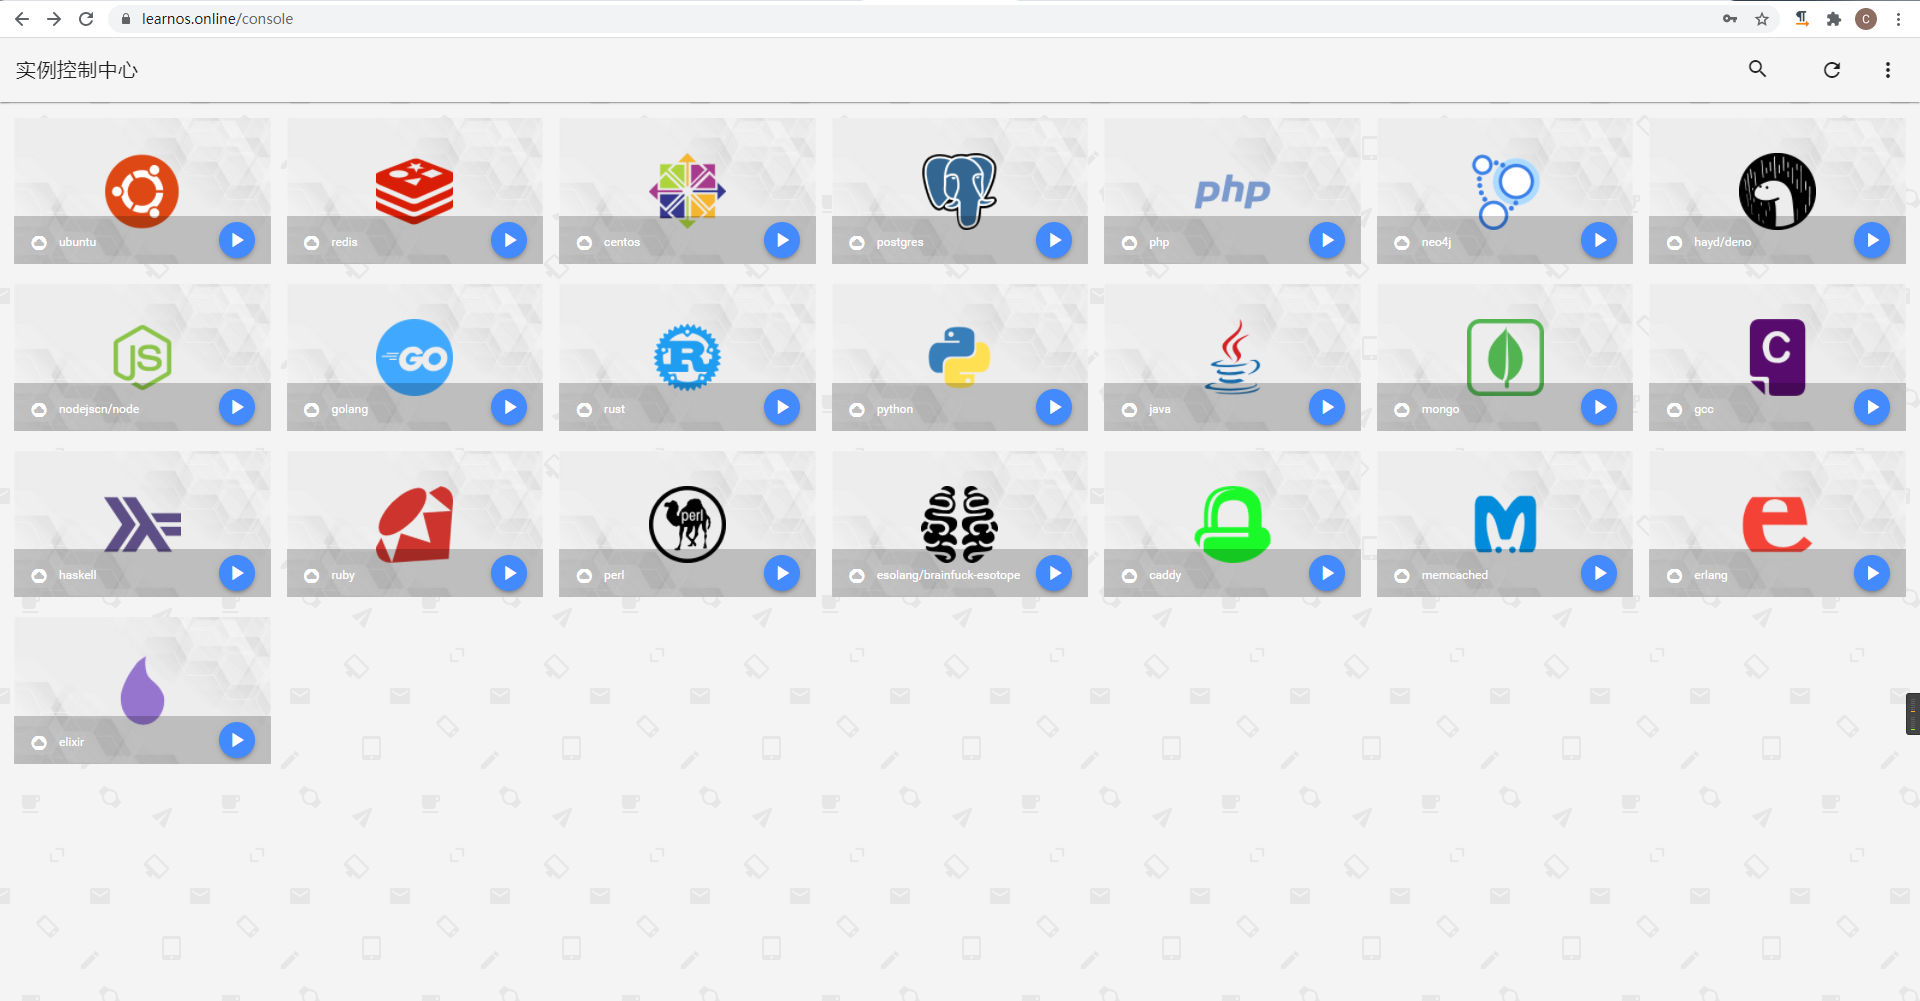 learnos.online/console
C
实例控制中心
ubuntu
redis
centos
postgres
php
php
neo4j
hayd/deno
JS
GO
R
C
nodejscn/node
golang
rust
python
java
mongo
gcc
perl
M
e
haskell
ruby
perl
esolang/brainfuck-esotope
caddy
memcached
erlang
elixir